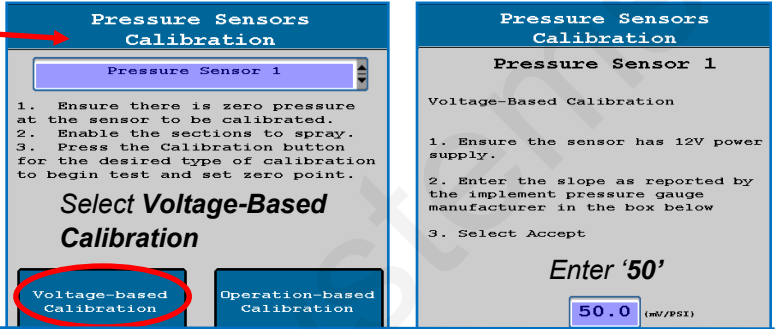 Pressure Sensors
Calibration
Pressure Sensor 1
1. Ensure there is zero pressure
at the sensor to be calibrated.
2. Enable the sections to spray.
3. Press the Calibration button
for the desired type of calibration
to begin test and set zero point.
Select Voltage-Based
Calibration
Voltage-based
Calibration
Operation-based
Calibration
Pressure Sensors
Calibration
Pressure Sensor 1
Voltage-Based Calibration
1. Ensure the sensor has 12V power
supply.
2. Enter the slope as reported by
the implement pressure gauge
manufacturer in the box below
3. Select Accept
Enter ‘50’
50.0 (mV/PSI)